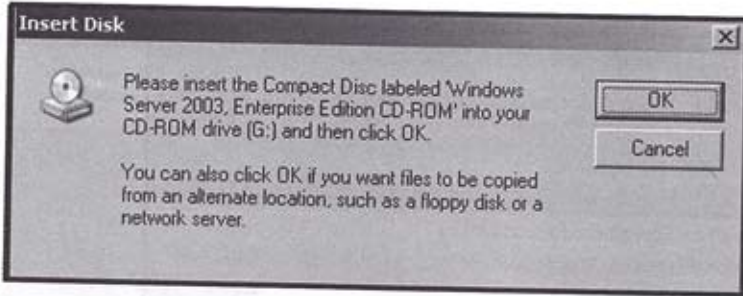 Insert Disk
Please insert the Compact Disc labeled 'Windows
Server 2003, Enterprise Edition CD-ROM' into your
CD-ROM drive (G:) and then click OK.
You can also click OK if you want files to be copied
from an alternate location, such as a floppy disk or a
network server.
OK
Cancel